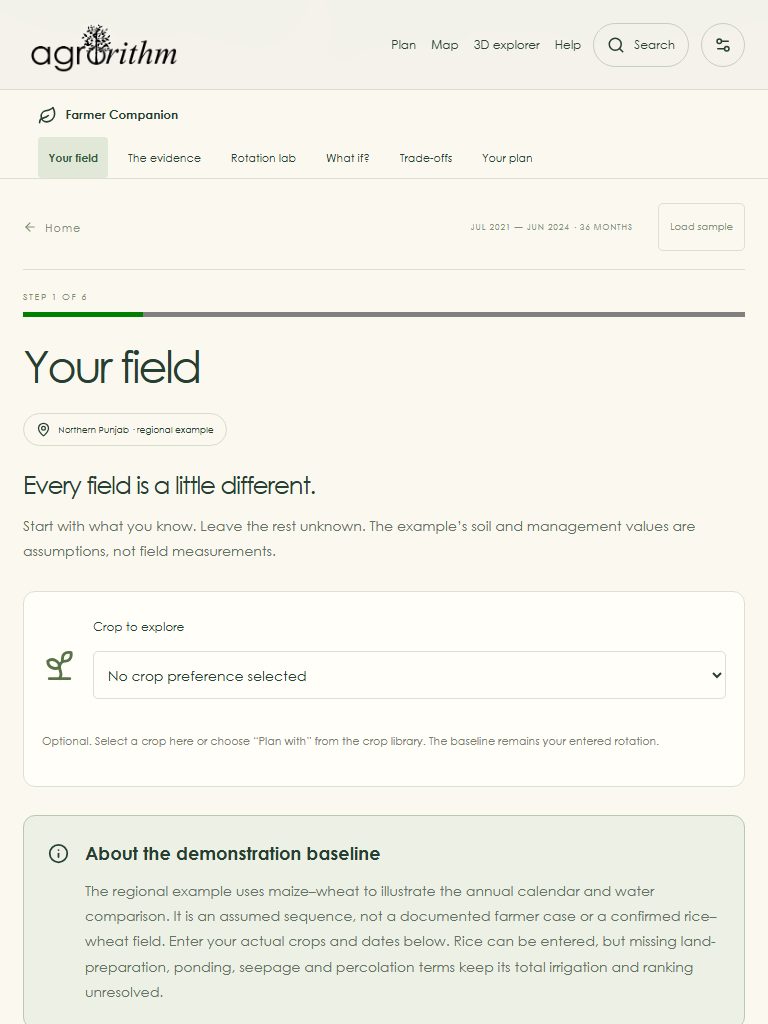 agrorithm
Plan Map 3D explorer Help Search
Farmer Companion
Your field The evidence Rotation lab What if? Trade-offs Your plan
Home JUL 2021 — JUN 2024 · 36 MONTHS Load sample
STEP 1 OF 6
Your field
Northern Punjab · regional example
Every field is a little different.
Start with what you know. Leave the rest unknown. The example’s soil and management values are
assumptions, not field measurements.
Crop to explore
No crop preference selected
Optional. Select a crop here or choose “Plan with” from the crop library. The baseline remains your entered rotation.
About the demonstration baseline
The regional example uses maize–wheat to illustrate the annual calendar and water
comparison. It is an assumed sequence, not a documented farmer case or a confirmed rice–
wheat field. Enter your actual crops and dates below. Rice can be entered, but missing land-
preparation, ponding, seepage and percolation terms keep its total irrigation and ranking
unresolved.